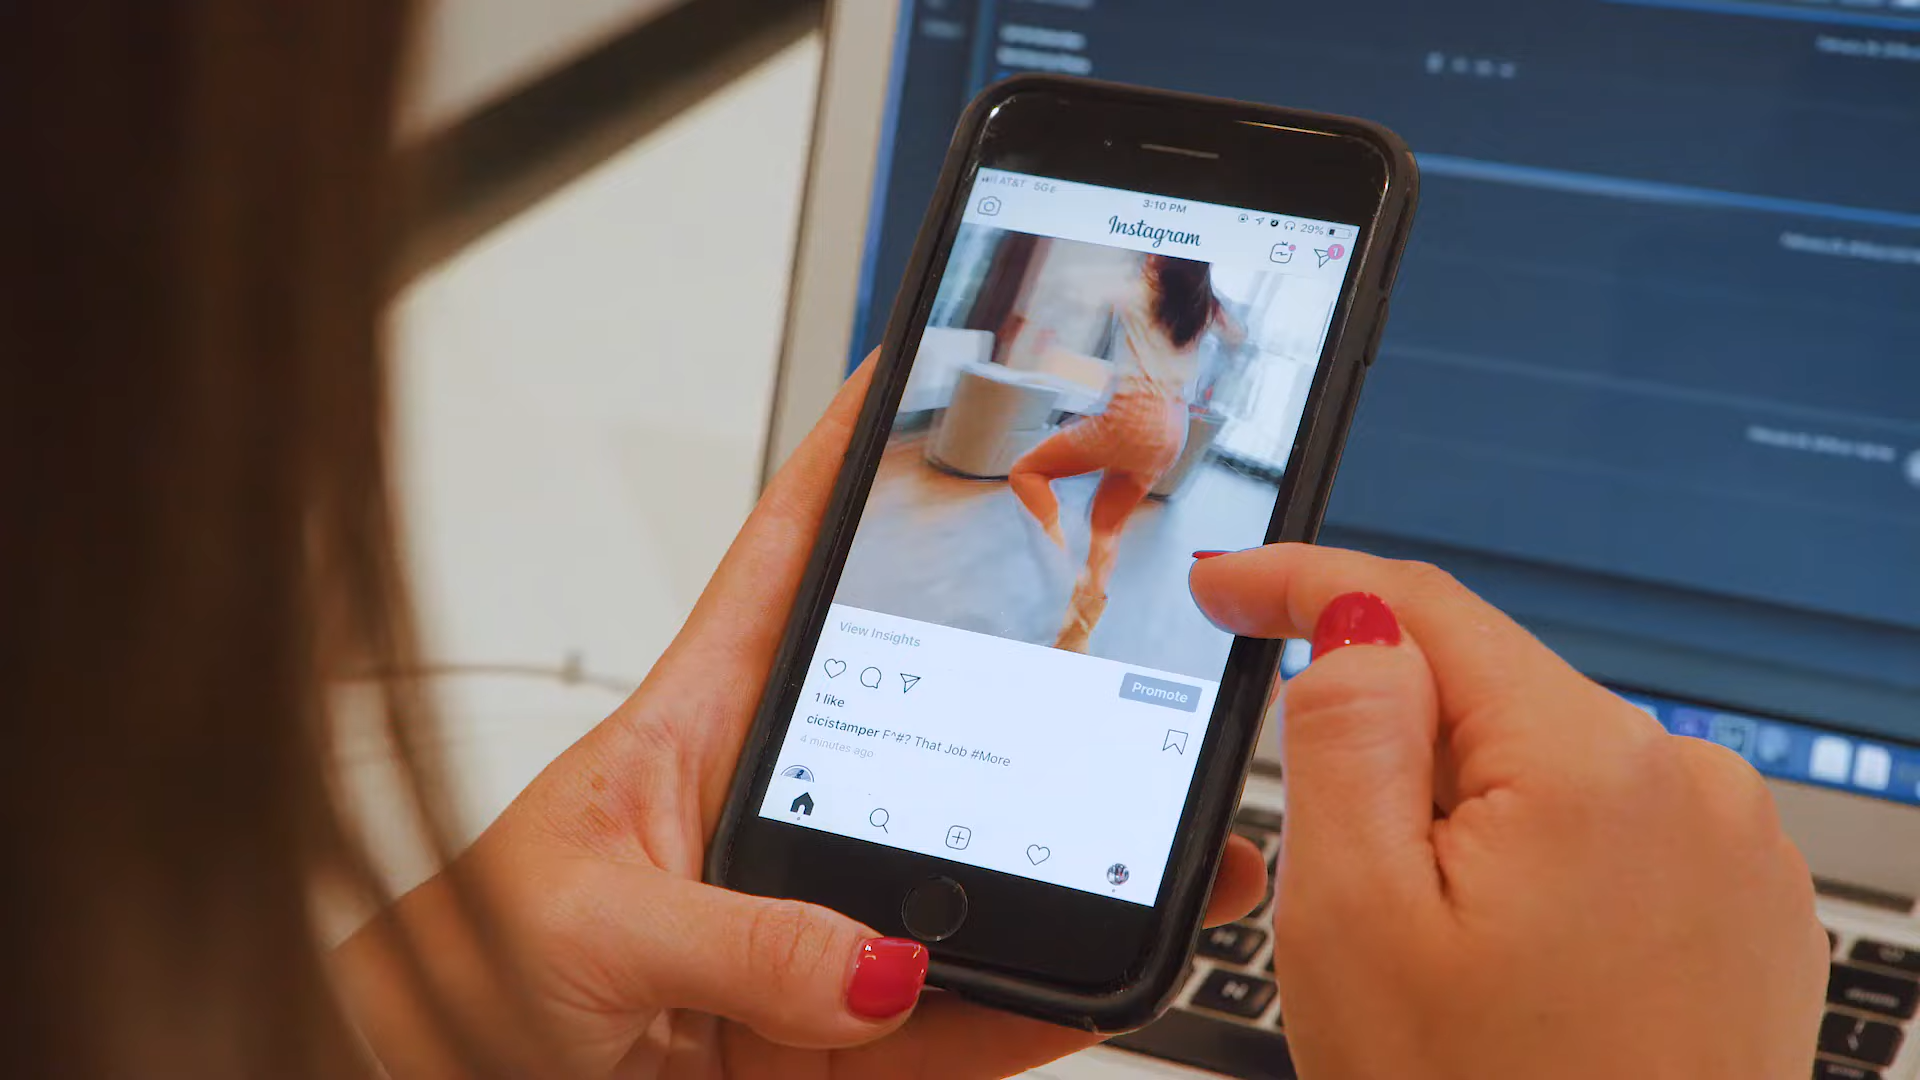 AT&T 5GE
3:10 PM
29%
Instagram
1
View Insights
Promote
1 like
cicistamper F^#? That Job #More
4 minutes ago
N